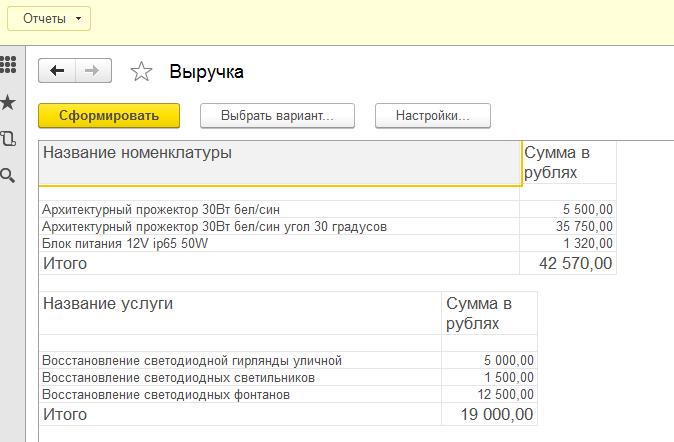 Отчеты
Выручка
Сформировать Выбрать вариант... Настройки...
Название номенклатуры Сумма в
рублях
Архитектурный прожектор 30Вт бел/син 5 500,00
Архитектурный прожектор 30Вт бел/син угол 30 градусов 35 750,00
Блок питания 12V ip65 50W 1 320,00
Итого 42 570,00
Название услуги Сумма в
рублях
Восстановление светодиодной гирлянды уличной 5 000,00
Восстановление светодиодных светильников 1 500,00
Восстановление светодиодных фонтанов 12 500,00
Итого 19 000,00